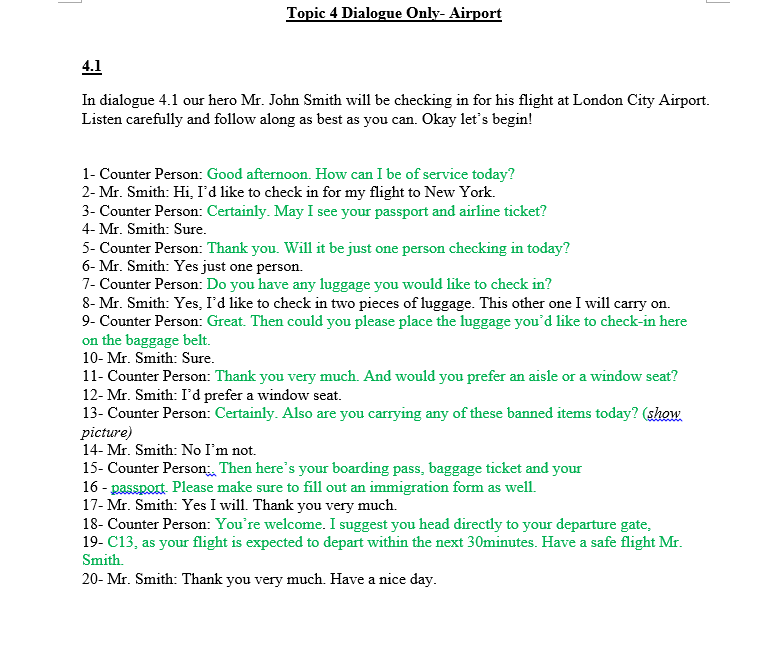 Topic 4 Dialogue Only- Airport
4.1
In dialogue 4.1 our hero Mr. John Smith will be checking in for his flight at London City Airport.
Listen carefully and follow along as best as you can. Okay let's begin!
1- Counter Person: Good afternoon. How can I be of service today?
2- Mr. Smith: Hi, I'd like to check in for my flight to New York.
3- Counter Person: Certainly. May I see your passport and airline ticket?
4- Mr. Smith: Sure.
5- Counter Person: Thank you. Will it be just one person checking in today?
6- Mr. Smith: Yes just one person.
7- Counter Person: Do you have any luggage you would like to check in?
8- Mr. Smith: Yes, I'd like to check in two pieces of luggage. This other one I will carry on.
9- Counter Person: Great. Then could you please place the luggage you'd like to check-in here
on the baggage belt.
10- Mr. Smith: Sure.
11- Counter Person: Thank you very much. And would you prefer an aisle or a window seat?
12- Mr. Smith: I'd prefer a window seat.
13- Counter Person: Certainly. Also are you carrying any of these banned items today? (show
picture)
14- Mr. Smith: No I'm not.
15- Counter Person:. Then here's your boarding pass, baggage ticket and your
16 - passport. Please make sure to fill out an immigration form as well.
17- Mr. Smith: Yes I will. Thank you very much.
18- Counter Person: You're welcome. I suggest you head directly to your departure gate,
19- C13, as your flight is expected to depart within the next 30minutes. Have a safe flight Mr.
Smith.
20- Mr. Smith: Thank you very much. Have a nice day.